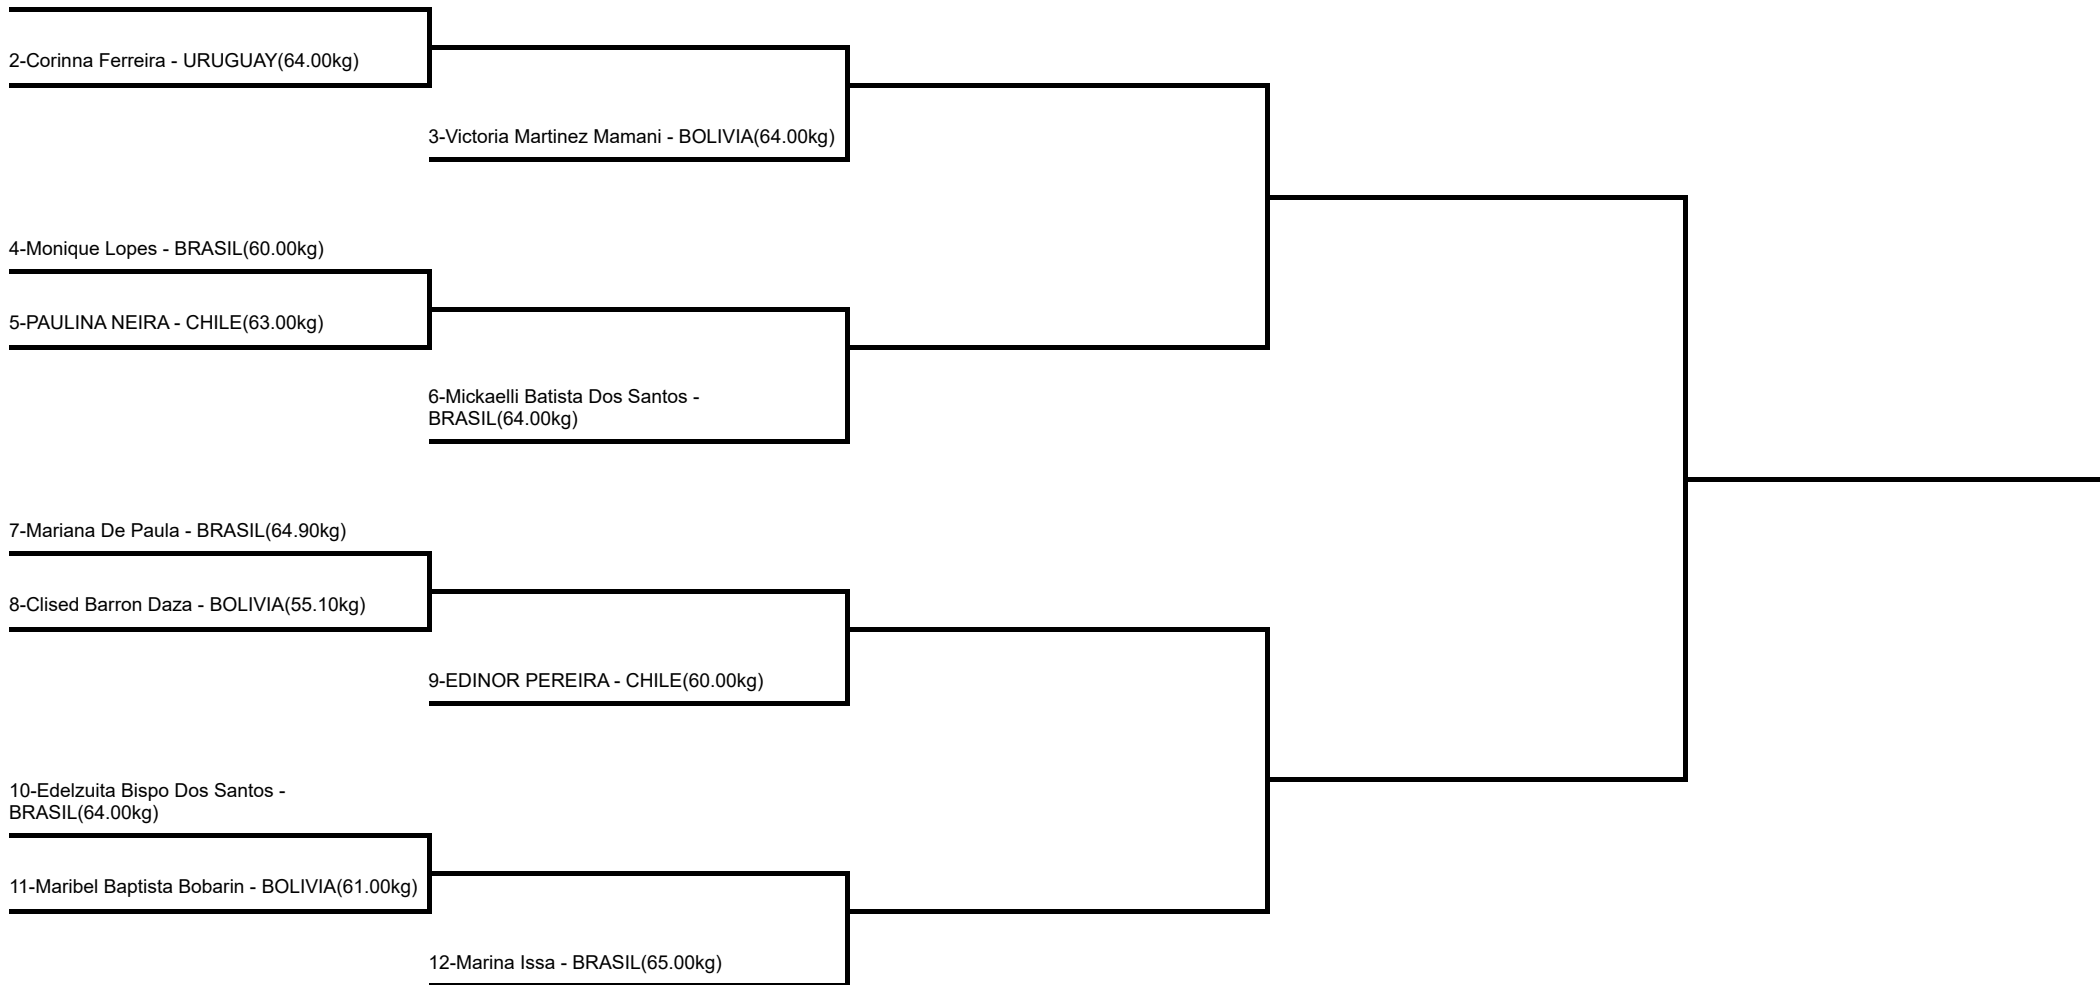 2-Corinna Ferreira - URUGUAY(64.00kg)
3-Victoria Martinez Mamani - BOLIVIA(64.00kg)
4-Monique Lopes - BRASIL(60.00kg)
5-PAULINA NEIRA - CHILE(63.00kg)
6-Mickaelli Batista Dos Santos -
BRASIL(64.00kg)
7-Mariana De Paula - BRASIL(64.90kg)
8-Clised Barron Daza - BOLIVIA(55.10kg)
9-EDINOR PEREIRA - CHILE(60.00kg)
10-Edelzuita Bispo Dos Santos -
BRASIL(64.00kg)
11-Maribel Baptista Bobarin - BOLIVIA(61.00kg)
12-Marina Issa - BRASIL(65.00kg)